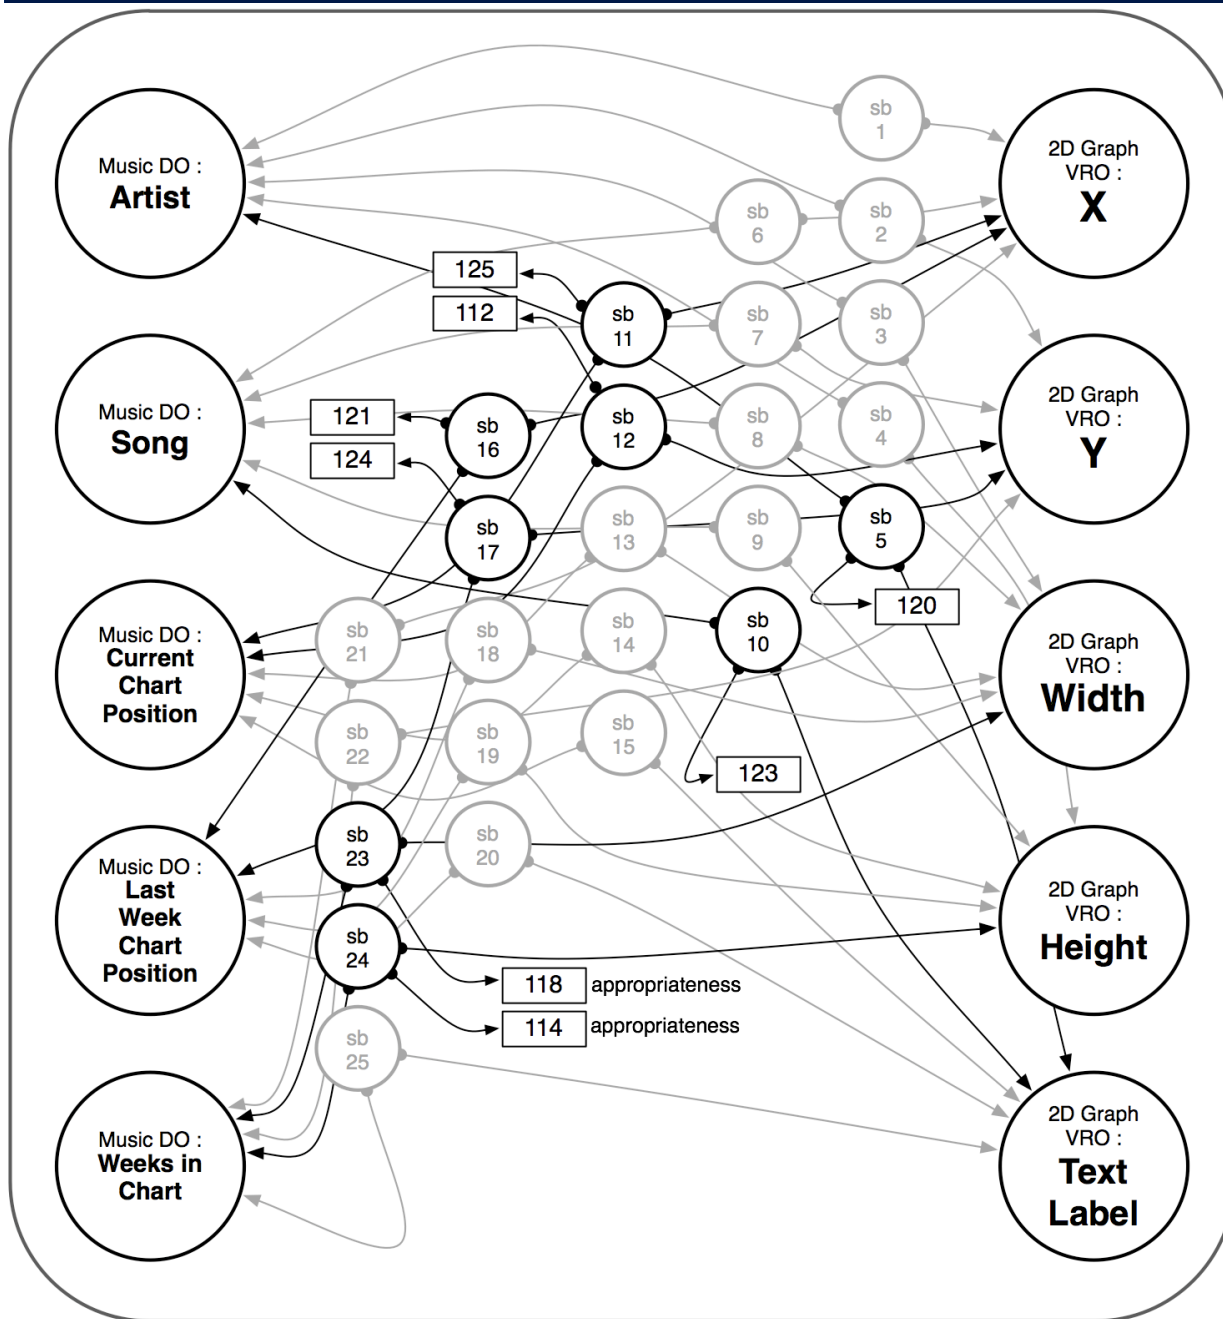 Music DO :
Artist
Music DO :
Song
Music DO :
Current
Chart
Position
Music DO :
Last
Week
Chart
Position
Music DO :
Weeks in
Chart
sb
1
sb
2
sb
3
sb
4
sb
5
sb
6
sb
7
sb
8
sb
9
sb
10
sb
11
sb
12
sb
13
sb
14
sb
15
sb
16
sb
17
sb
18
sb
19
sb
20
sb
21
sb
22
sb
23
sb
24
sb
25
125
112
121
124
120
123
118 appropriateness
114 appropriateness
2D Graph
VRO :
X
2D Graph
VRO :
Y
2D Graph
VRO :
Width
2D Graph
VRO :
Height
2D Graph
VRO :
Text
Label